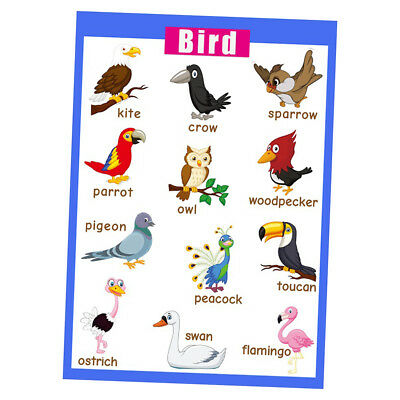 Bird
kite
crow
sparrow
parrot
owl
woodpecker
pigeon
peacock
toucan
ostrich
swan
flamingo